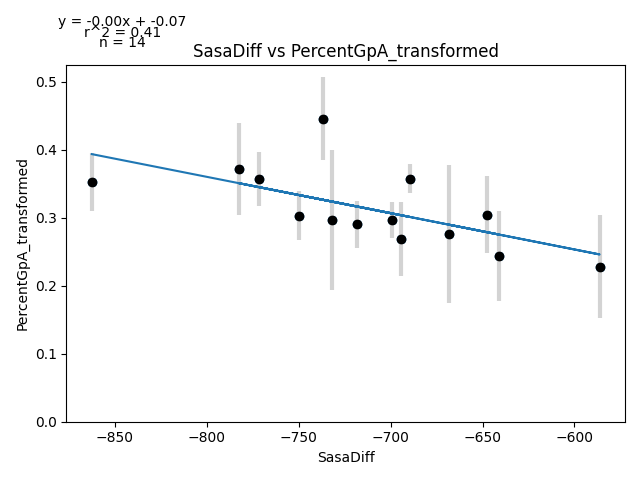 y = -0.00x + -0.07
r^2 = 0.41
n = 14
SasaDiff vs PercentGpA_transformed
0.5
0.4
0.3
0.2
0.1
0.0
PercentGpA_transformed
−850
−800
−750
−700
−650
−600
SasaDiff